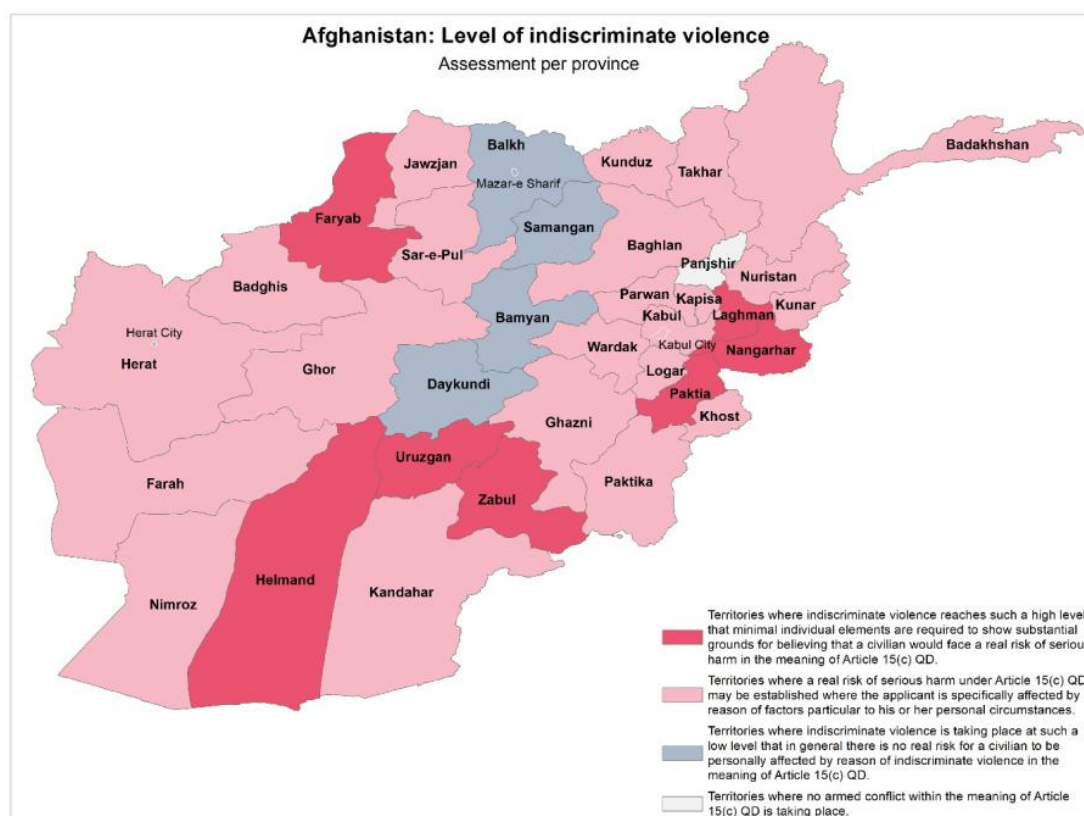 Afghanistan: Level of indiscriminate violence
Assessment per province
Balkh
Jawzjan
Kunduz
Badakhshan
Takhar
Mazar-e Sharif
Faryab
Samangan
Baghlan
Sar-e-Pul
Panjshir
Nuristan
Badghis
Parwan
Kapisa
Kunar
Bamyan
Kabul
Laghman
Herat City
Kabul City
Nangarhar
Herat
Ghor
Wardak
Logar
Daykundi
Paktia
Khost
Ghazni
Uruzgan
Farah
Paktika
Zabul
Helmand
Kandahar
Nimroz
Territories where indiscriminate violence reaches such a high level
that minimal individual elements are required to show substantial
grounds for believing that a civilian would face a real risk of seriou
harm in the meaning of Article 15(c) QD.
Territories where a real risk of serious harm under Article 15(c) QD
may be established where the applicant is specifically affected by
reason of factors particular to his or her personal circumstances.
Territories where indiscriminate violence is taking place at such a
low level that in general there is no real risk for a civilian to be
personally affected by reason of indiscriminate violence in the
meaning of Article 15(c) QD.
Territories where no armed conflict within the meaning of Article
15(c) QD is taking place.